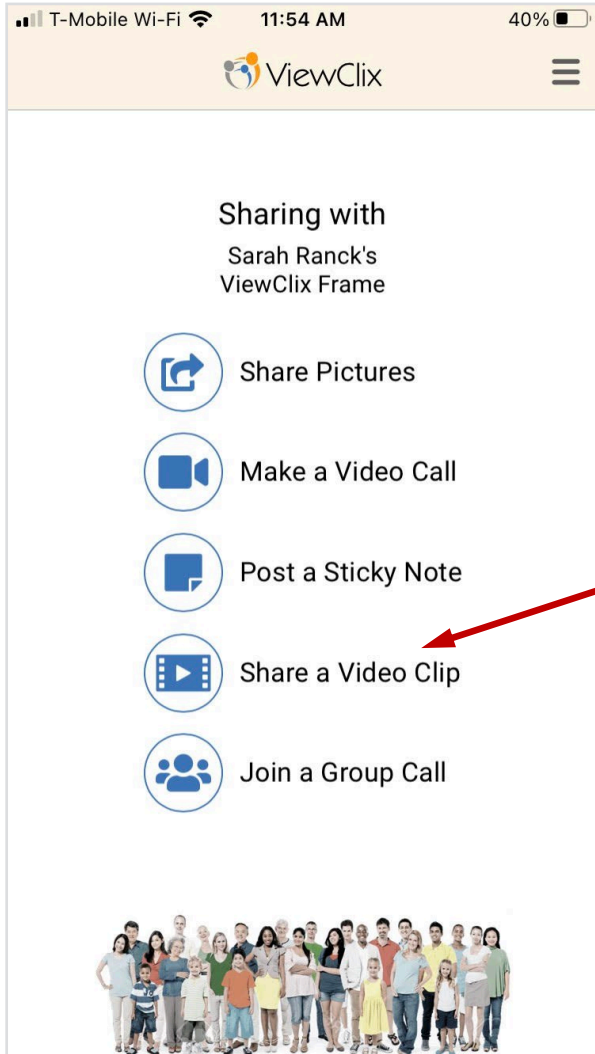 T-Mobile Wi-Fi 11:54 AM 40%
ViewClix
Sharing with
Sarah Ranck's
ViewClix Frame
Share Pictures
Make a Video Call
Post a Sticky Note
Share a Video Clip
Join a Group Call